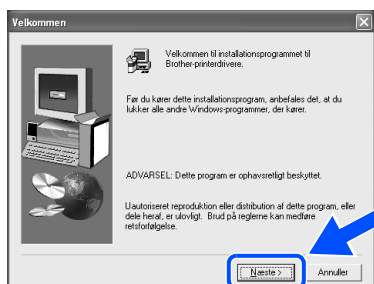 Velkommen
Velkommen til installationsprogrammet til
Brother-printerdrivere.
Før du kører dette installationsprogram, anbefales det, at du
lukker alle andre Windows-programmer, der kører.
ADVARSEL: Dette program er ophavsretligt beskyttet.
Uautoriseret reproduktion eller distribution af dette program, eller
dele heraf, er ulovligt. Brud på reglerne kan medføre
retsforfølgelse.
Næste >
Annuller